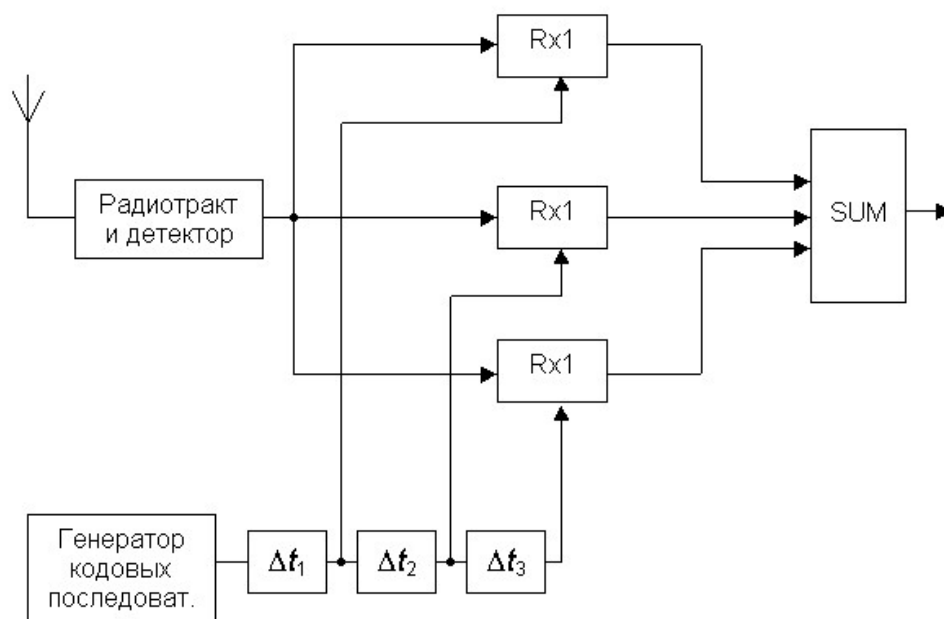 Rx1
Радиотракт
и детектор
Rx1
SUM
Rx1
Генератор
кодовых
последоват.
Δt₁
Δt₂
Δt₃